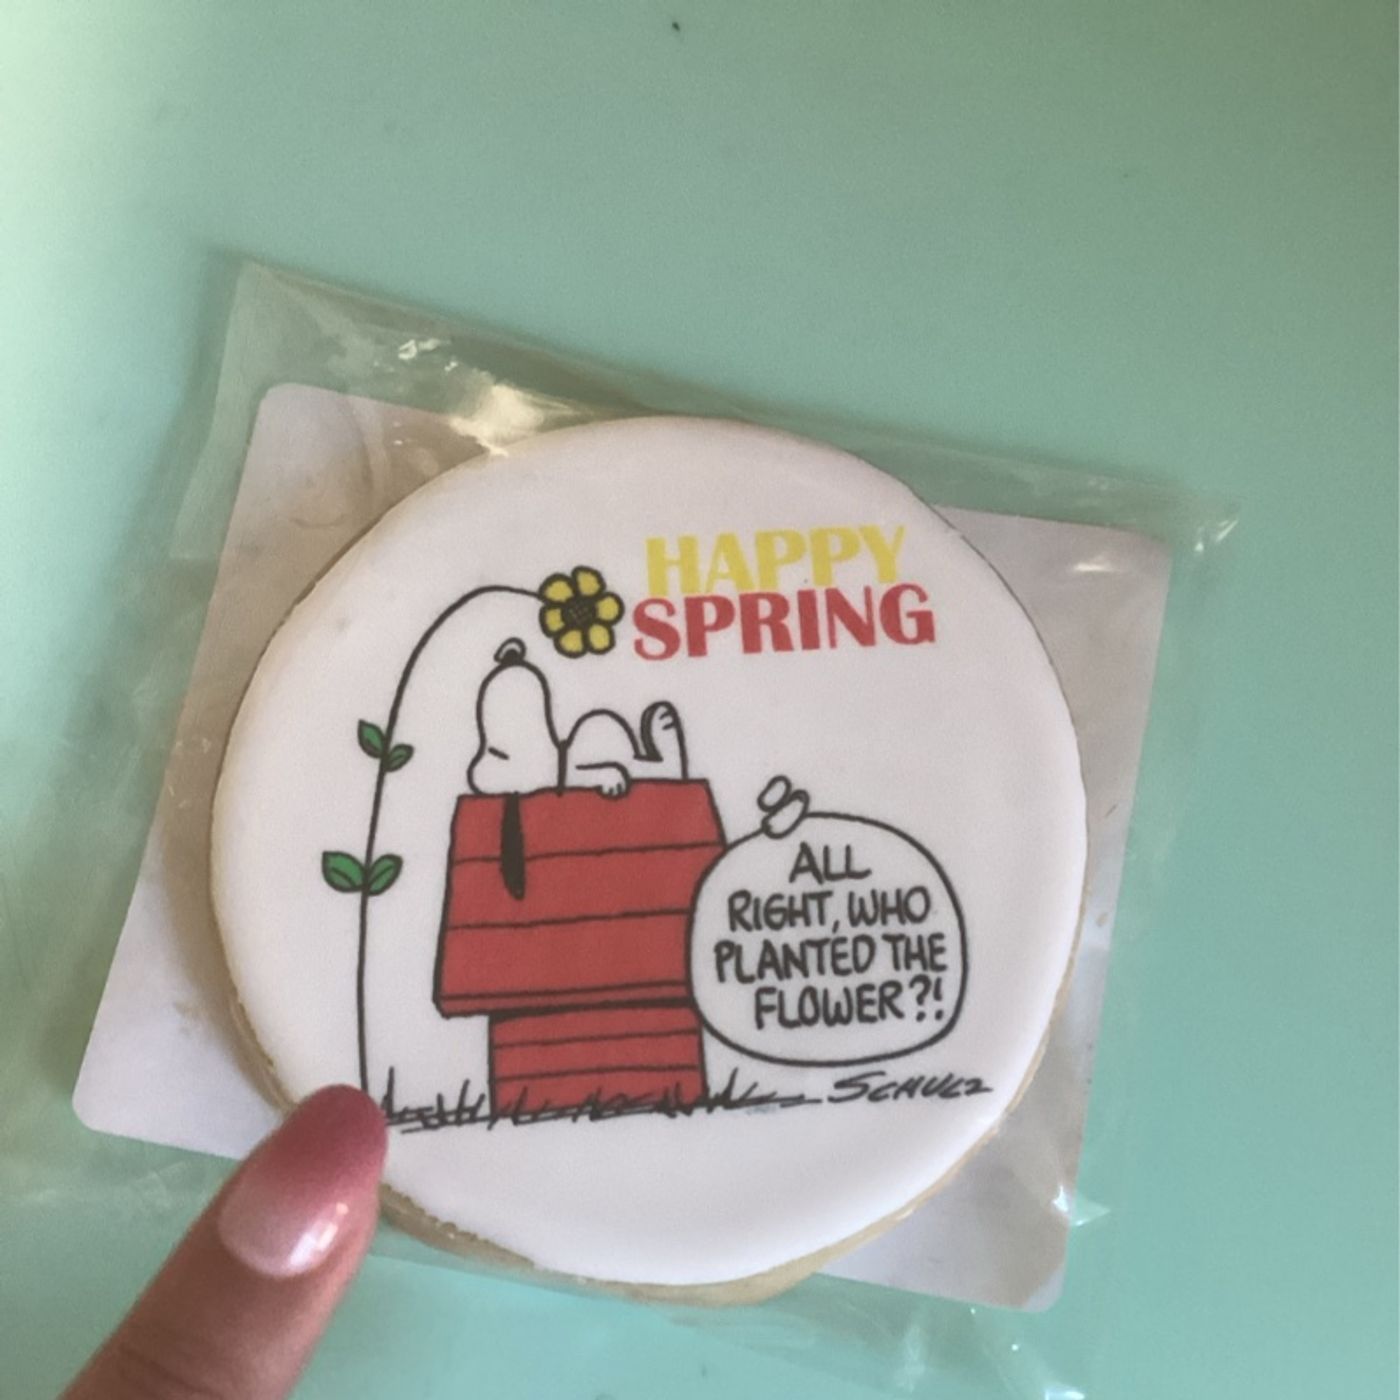 HAPPY
SPRING
ALL
RIGHT, WHO
PLANTED THE
FLOWER?!
SCHULZ